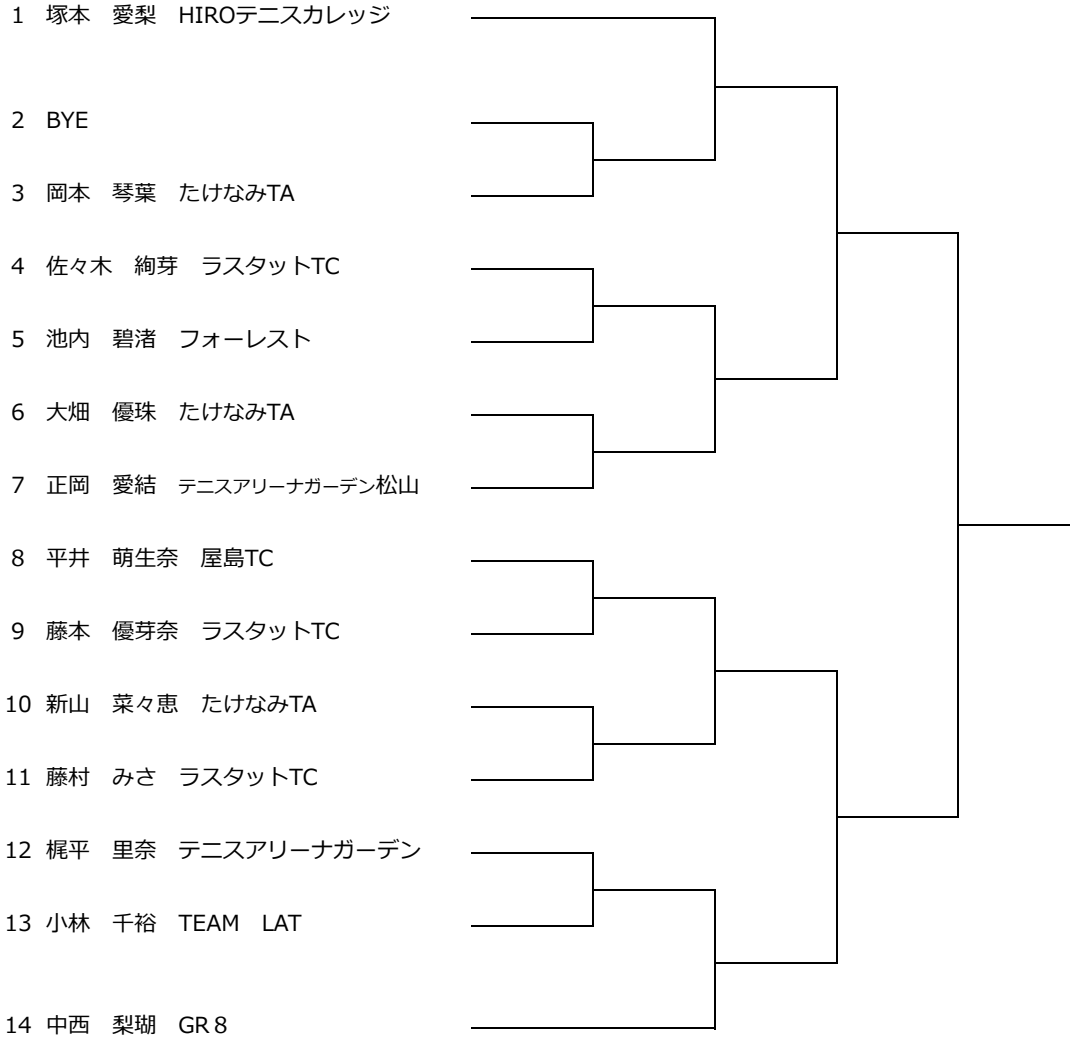 1 塚本　愛梨　HIROテニスカレッジ
2 BYE
3 岡本　琴葉　たけなみTA
4 佐々木　絢芽　ラスタットTC
5 池内　碧渚　フォーレスト
6 大畑　優珠　たけなみTA
7 正岡　愛結　テニスアリーナガーデン松山
8 平井　萌生奈　屋島TC
9 藤本　優芽奈　ラスタットTC
10 新山　菜々恵　たけなみTA
11 藤村　みさ　ラスタットTC
12 梶平　里奈　テニスアリーナガーデン
13 小林　千裕　TEAM　LAT
14 中西　梨瑚　GR８